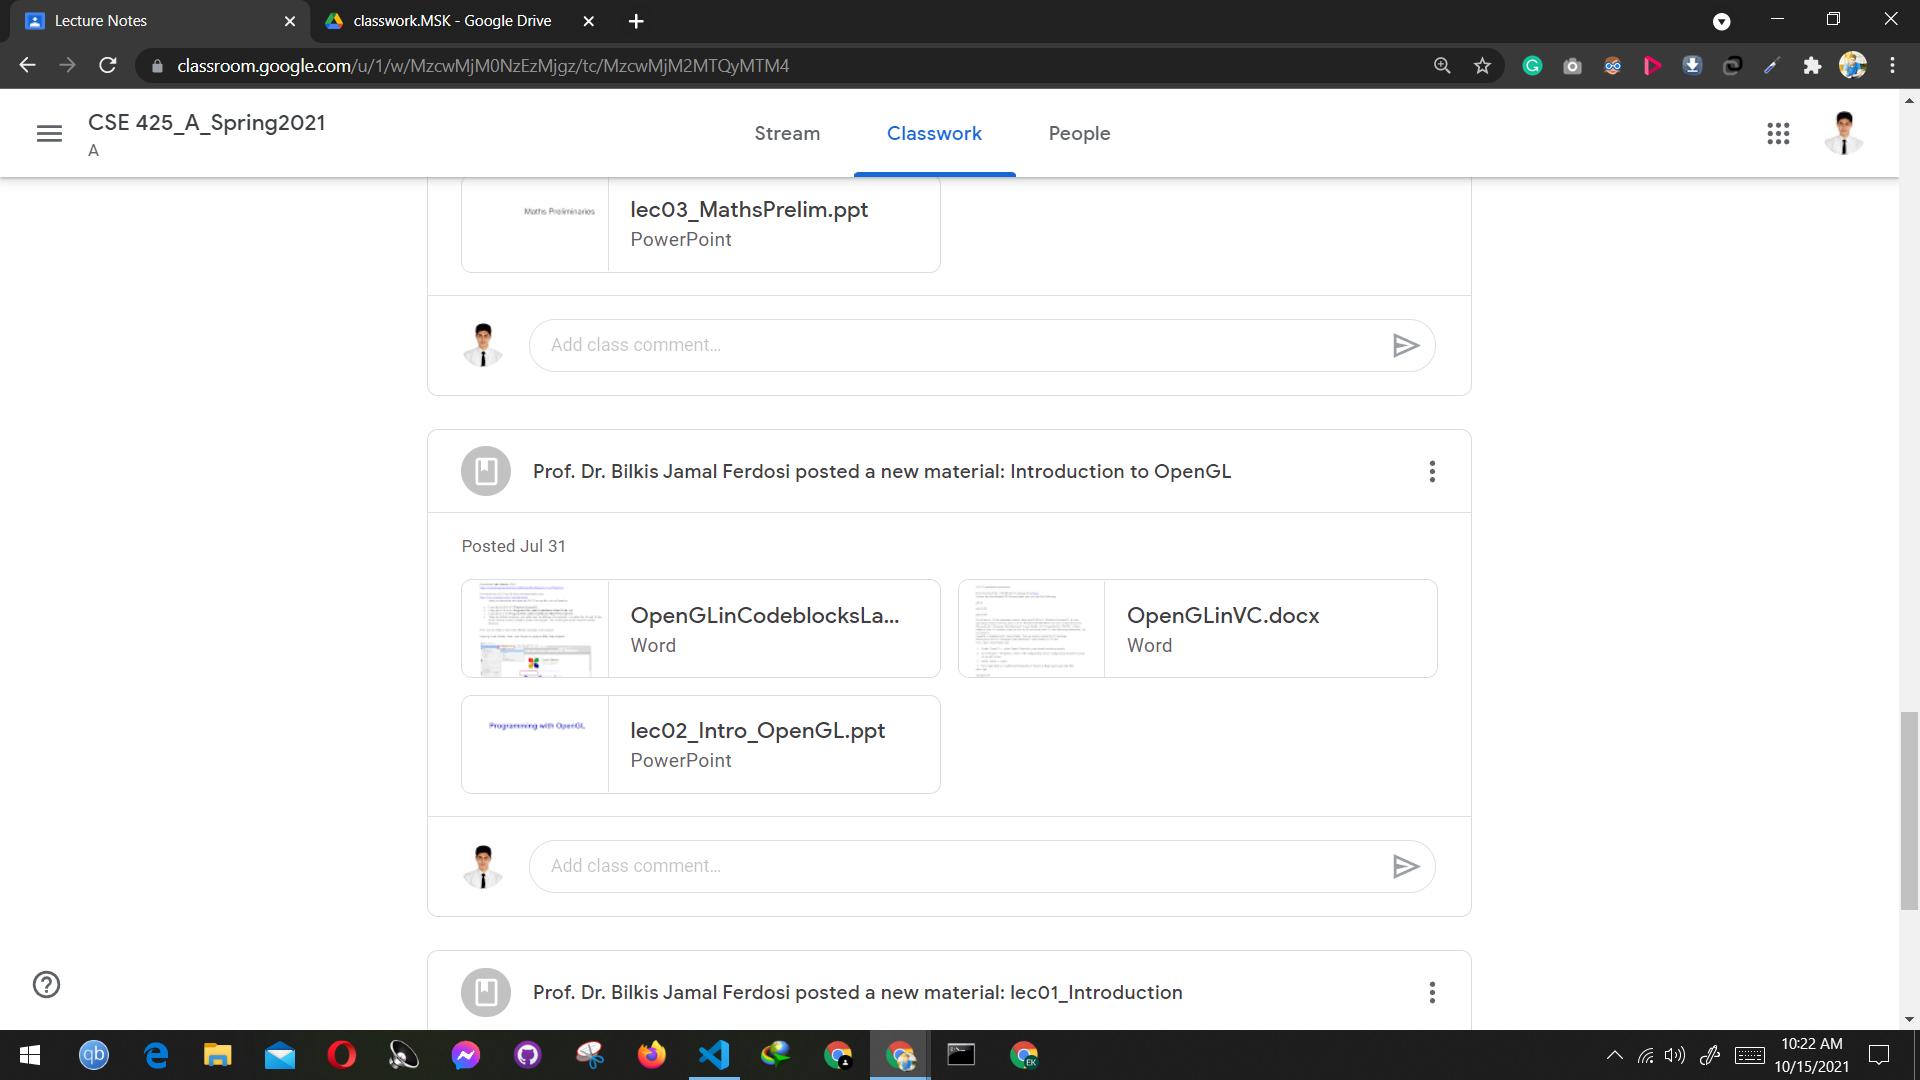 Lecture Notes
classwork.MSK - Google Drive
classroom.google.com/u/1/w/MzcwMjM0NzEzMjgz/tc/MzcwMjM2MTQyMTM4
CSE 425_A_Spring2021
A
Stream
Classwork
People
Maths Preliminaries
lec03_MathsPrelim.ppt
PowerPoint
Add class comment...
Prof. Dr. Bilkis Jamal Ferdosi posted a new material: Introduction to OpenGL
Posted Jul 31
OpenGLinCodeblocksLa...
Word
OpenGLinVC.docx
Word
Programming with OpenGL
lec02_Intro_OpenGL.ppt
PowerPoint
Add class comment...
Prof. Dr. Bilkis Jamal Ferdosi posted a new material: lec01_Introduction
qb
EK
10:22 AM
10/15/2021